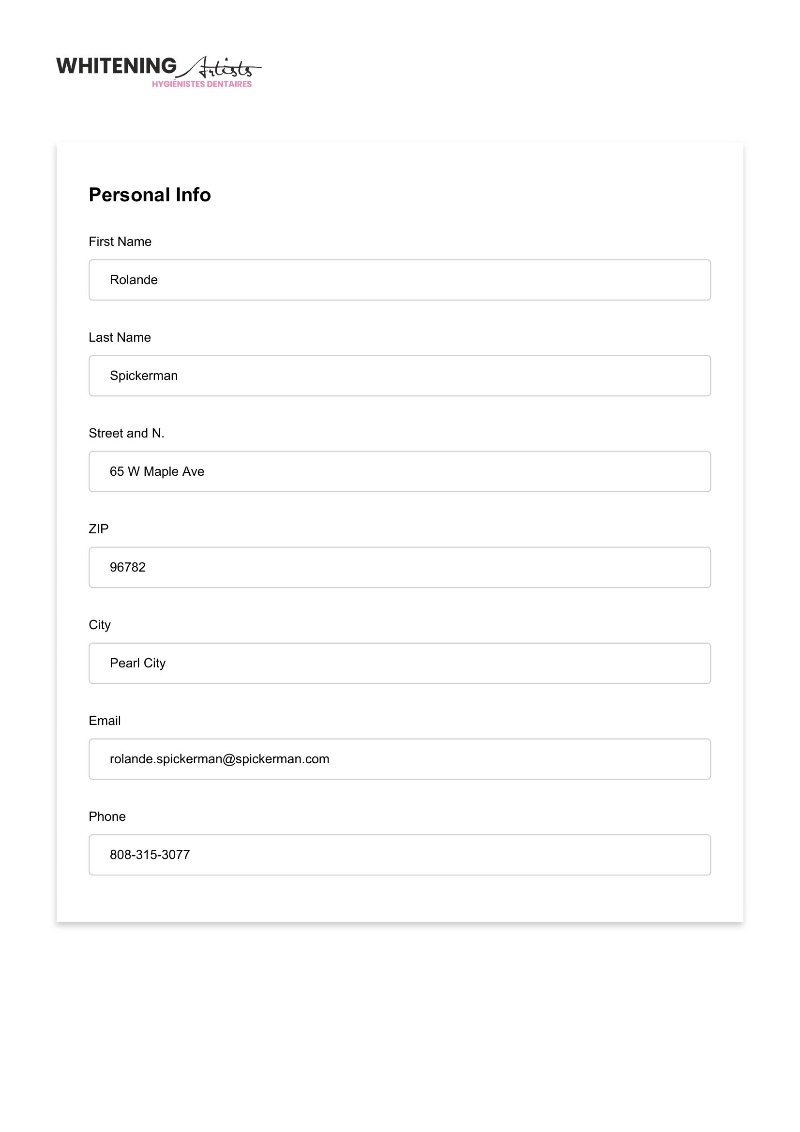 WHITENING Artists
HYGIÉNISTES DENTAIRES
Personal Info
First Name
Rolande
Last Name
Spickerman
Street and N.
65 W Maple Ave
ZIP
96782
City
Pearl City
Email
rolande.spickerman@spickerman.com
Phone
808-315-3077